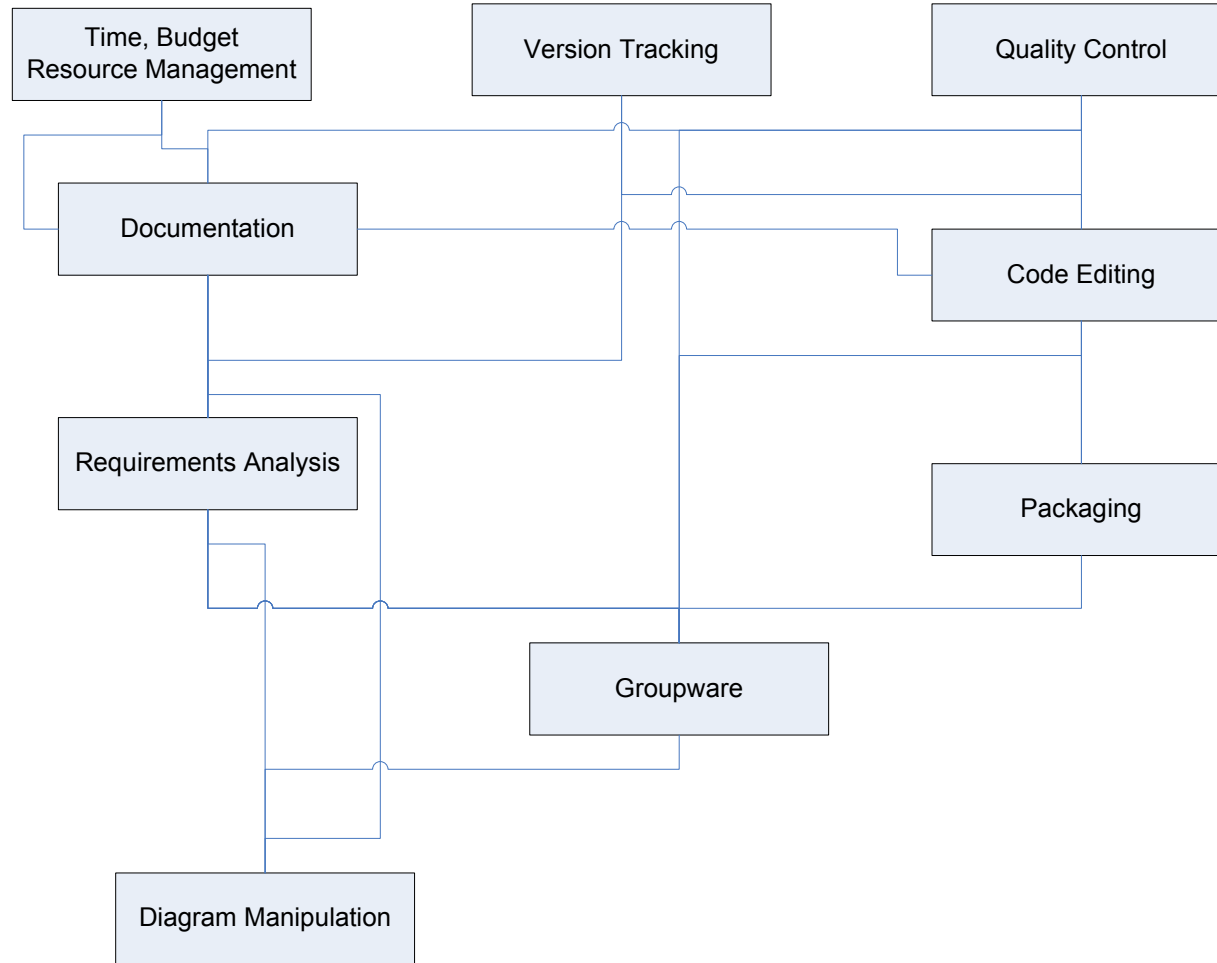 Time, Budget
Resource Management
Version Tracking
Quality Control
Documentation
Code Editing
Requirements Analysis
Packaging
Groupware
Diagram Manipulation